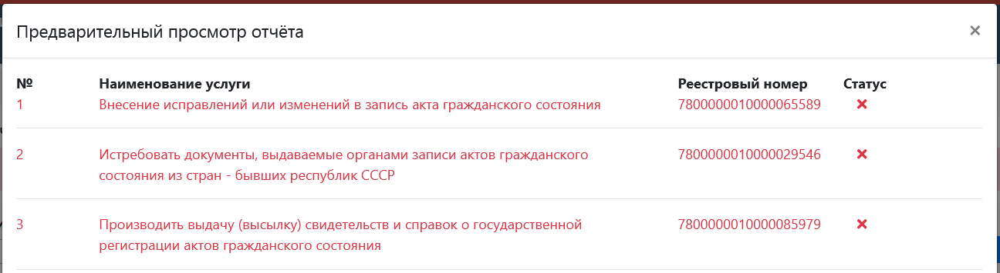 Предварительный просмотр отчёта ×
№ Наименование услуги Реестровый номер Статус
1 Внесение исправлений или изменений в запись акта гражданского состояния 7800000010000065589
2 Истребовать документы, выдаваемые органами записи актов гражданского 7800000010000029546
состояния из стран - бывших республик СССР
3 Производить выдачу (высылку) свидетельств и справок о государственной 7800000010000085979
регистрации актов гражданского состояния